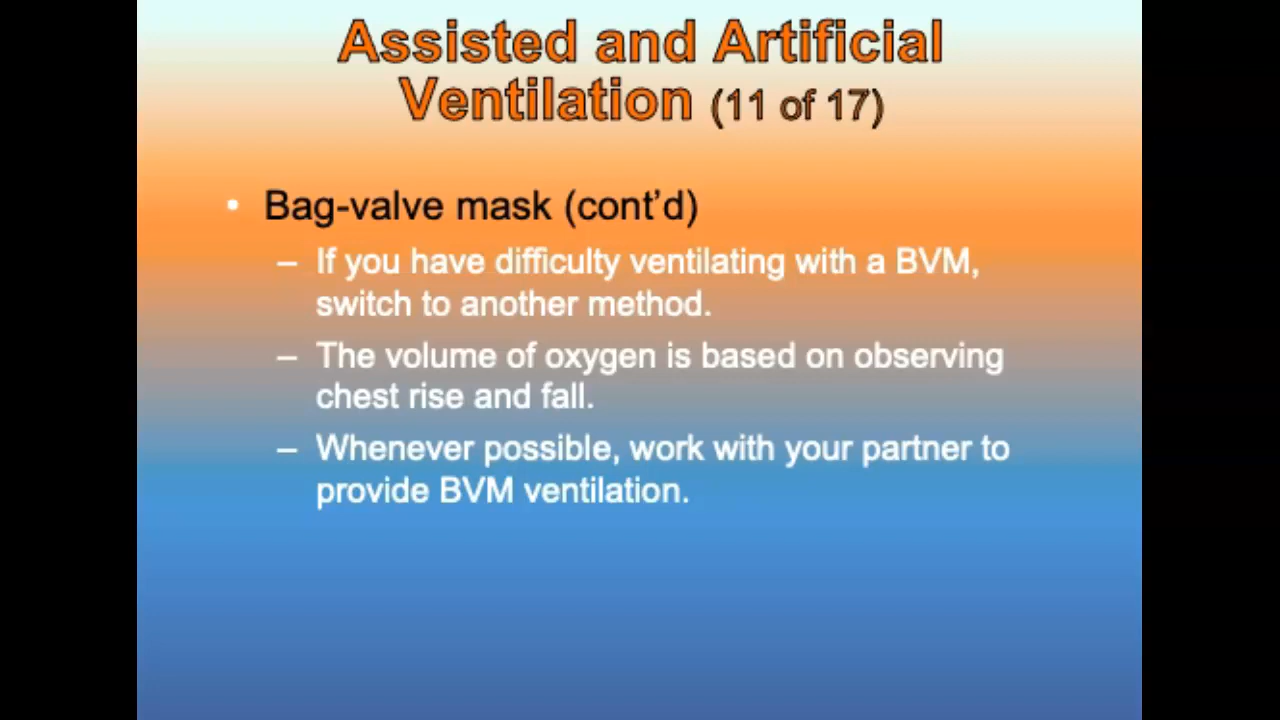 Assisted and Artificial
Ventilation (11 of 17)
• Bag-valve mask (cont’d)
– If you have difficulty ventilating with a BVM,
switch to another method.
– The volume of oxygen is based on observing
chest rise and fall.
– Whenever possible, work with your partner to
provide BVM ventilation.